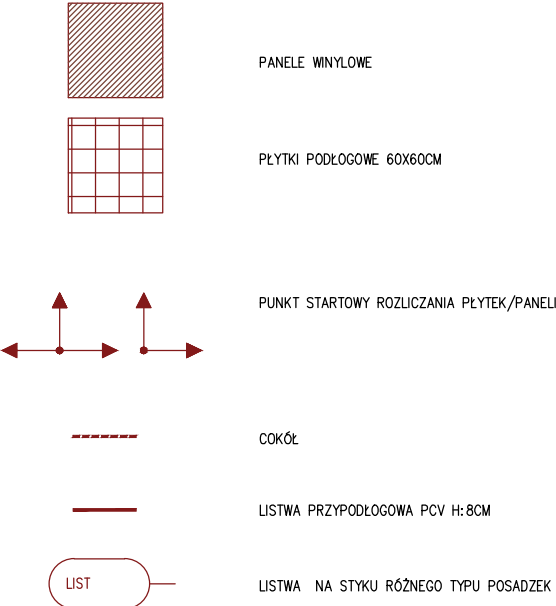 PANELE WINYLOWE
PŁYTKI PODŁOGOWE 60X60CM
PUNKT STARTOWY ROZLICZANIA PŁYTEK/PANELI
COKÓŁ
LISTWA PRZYPODŁOGOWA PCV H:8CM
LIST
LISTWA NA STYKU RÓŻNEGO TYPU POSADZEK